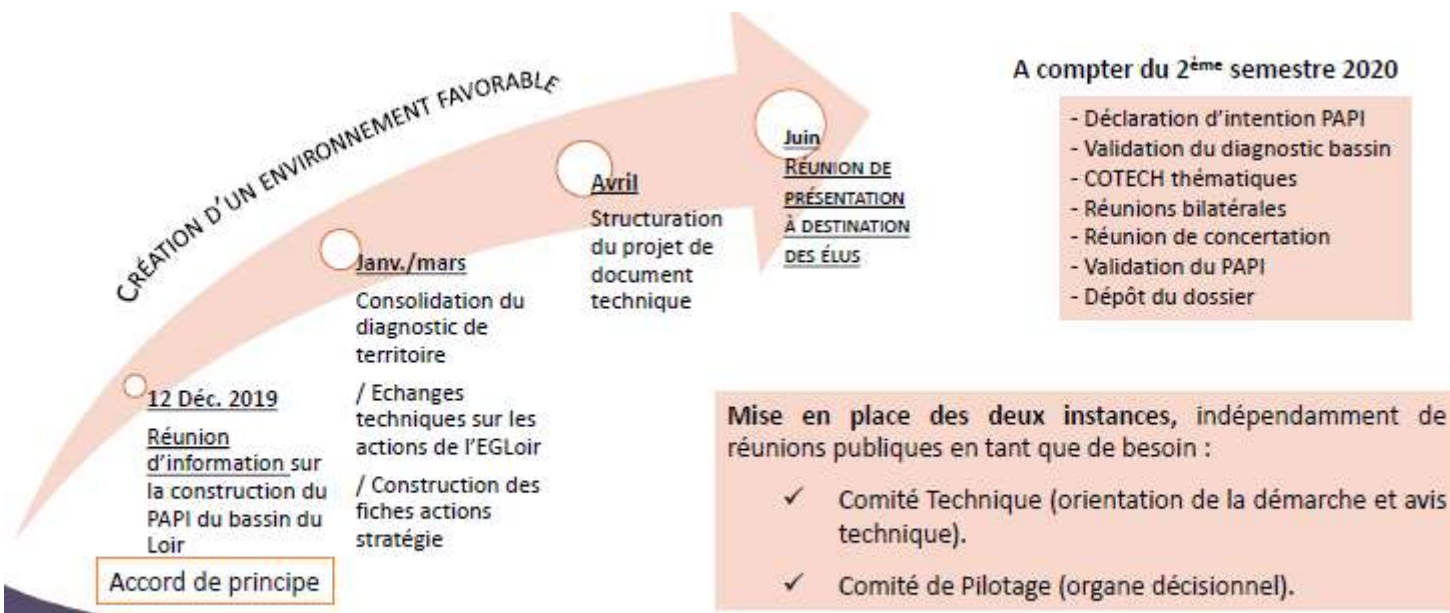 CRÉATION D'UN ENVIRONNEMENT FAVORABLE
12 Déc. 2019
Réunion
d'information sur
la construction du
PAPI du bassin du
Loir
Accord de principe
Janv./mars
Consolidation du
diagnostic de
territoire
/ Echanges
techniques sur les
actions de l'EGLoir
/ Construction des
fiches actions
stratégie
Avril
Structuration
du projet de
document
technique
Juin
RÉUNION DE
PRÉSENTATION
À DESTINATION
DES ÉLUS
A compter du 2ème semestre 2020
- Déclaration d'intention PAPI
- Validation du diagnostic bassin
- COTECH thématiques
- Réunions bilatérales
- Réunion de concertation
- Validation du PAPI
- Dépôt du dossier
Mise en place des deux instances, indépendamment de
réunions publiques en tant que de besoin :
✓ Comité Technique (orientation de la démarche et avis
technique).
✓ Comité de Pilotage (organe décisionnel).